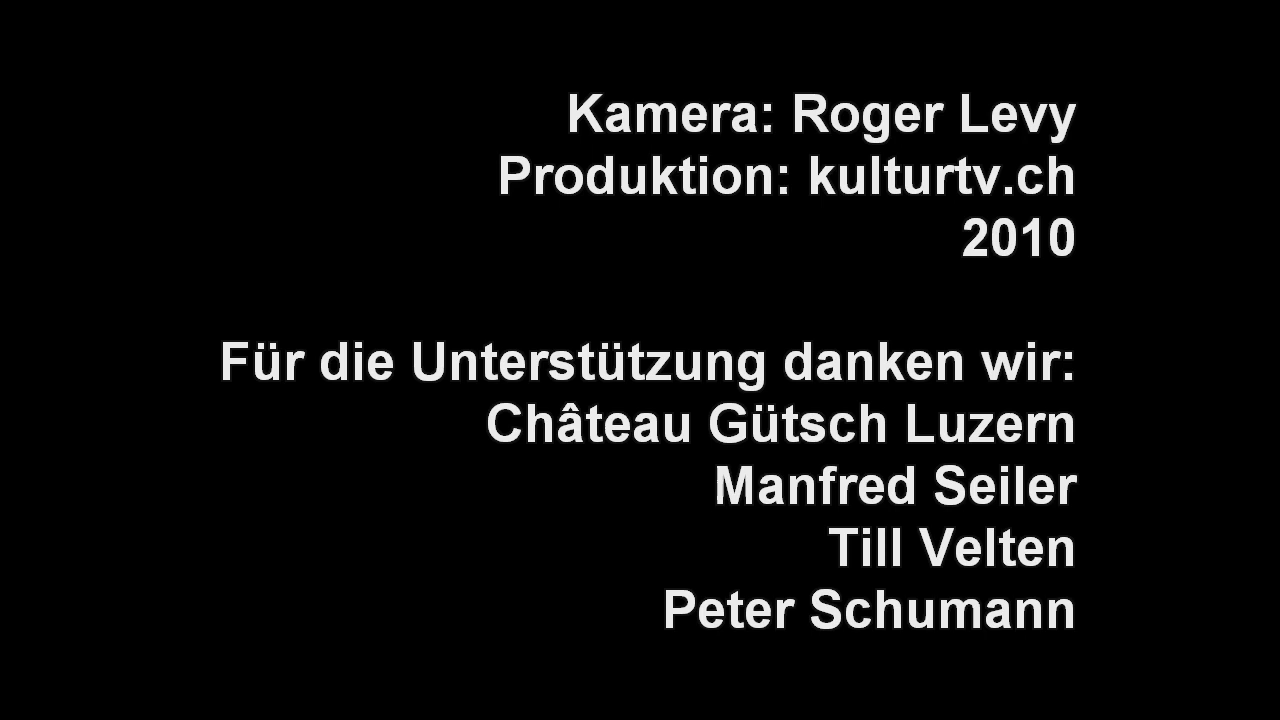 Kamera: Roger Levy
Produktion: kulturtv.ch
2010
Für die Unterstützung danken wir:
Château Gütsch Luzern
Manfred Seiler
Till Velten
Peter Schumann